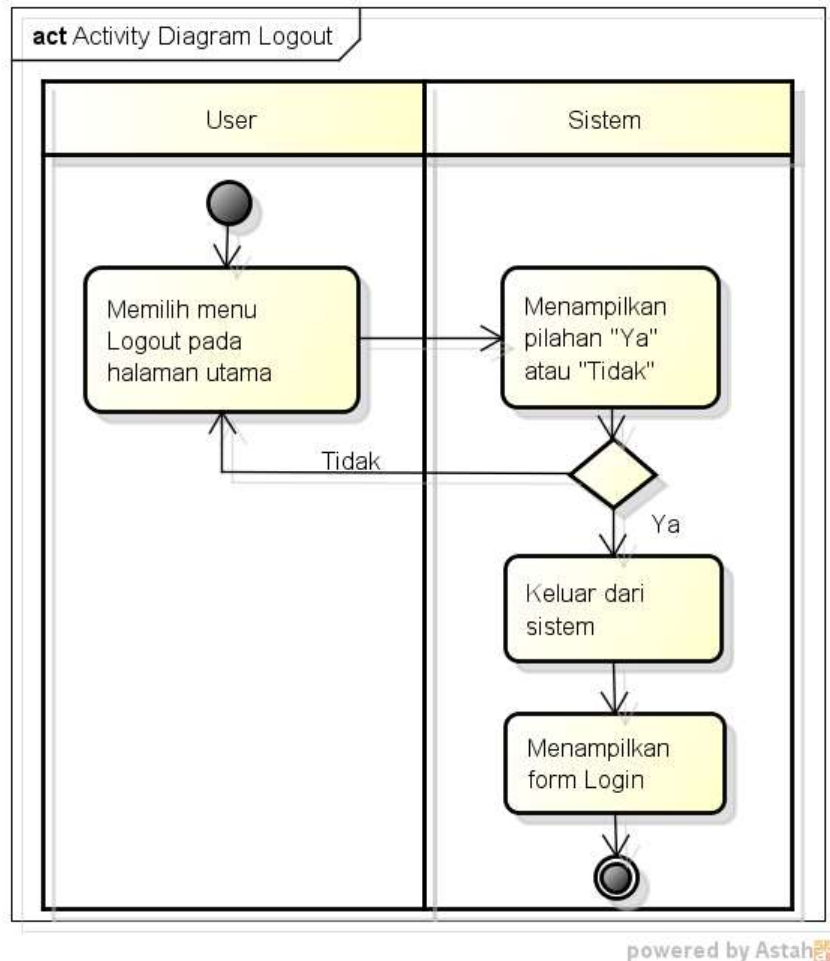 act Activity Diagram Logout
User
Sistem
Memilih menu
Logout pada
halaman utama
Menampilkan
pilahan "Ya"
atau "Tidak"
Tidak
Ya
Keluar dari
sistem
Menampilkan
form Login
powered by Astah